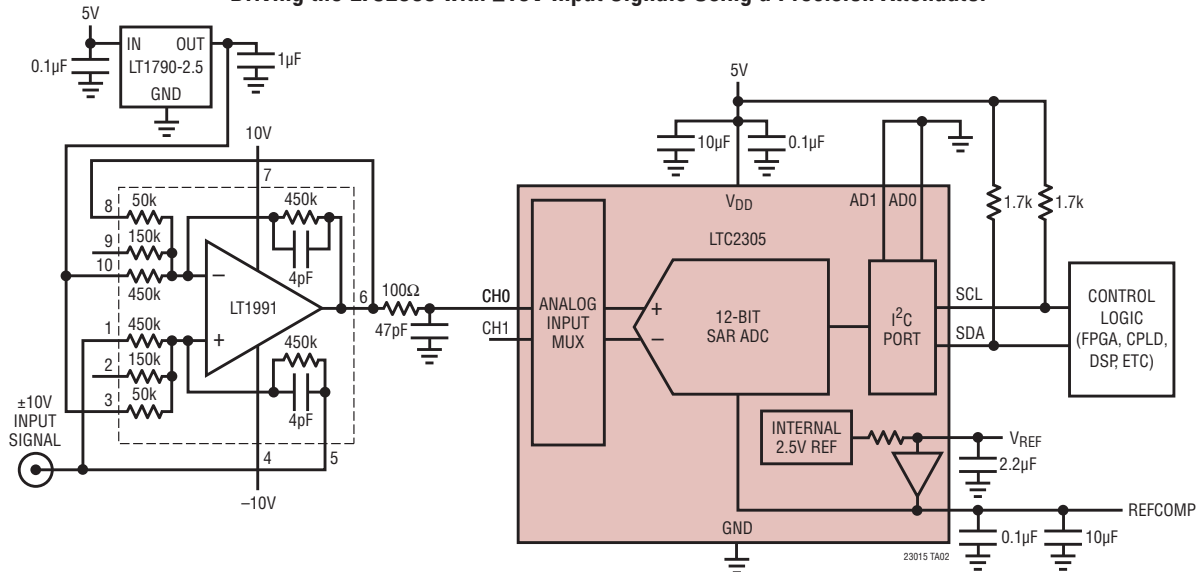 Driving the LTC2305 with ±10V Input Signals Using a Precision Attenuator
5V
IN OUT
LT1790-2.5
GND
0.1µF
1µF
10V
7
8 50k
9 150k
10 450k
1 450k
2 150k
3 50k
450k
4pF
−
LT1991
+
450k
4pF
6
4
5
−10V
±10V
INPUT
SIGNAL
100Ω
47pF
CH0
CH1
ANALOG
INPUT
MUX
5V
10µF
0.1µF
VDD
LTC2305
+
−
12-BIT
SAR ADC
AD1 AD0
I2C
PORT
SCL
SDA
1.7k
1.7k
CONTROL
LOGIC
(FPGA, CPLD,
DSP, ETC)
INTERNAL
2.5V REF
VREF
2.2µF
REFCOMP
0.1µF
10µF
GND
23015 TA02